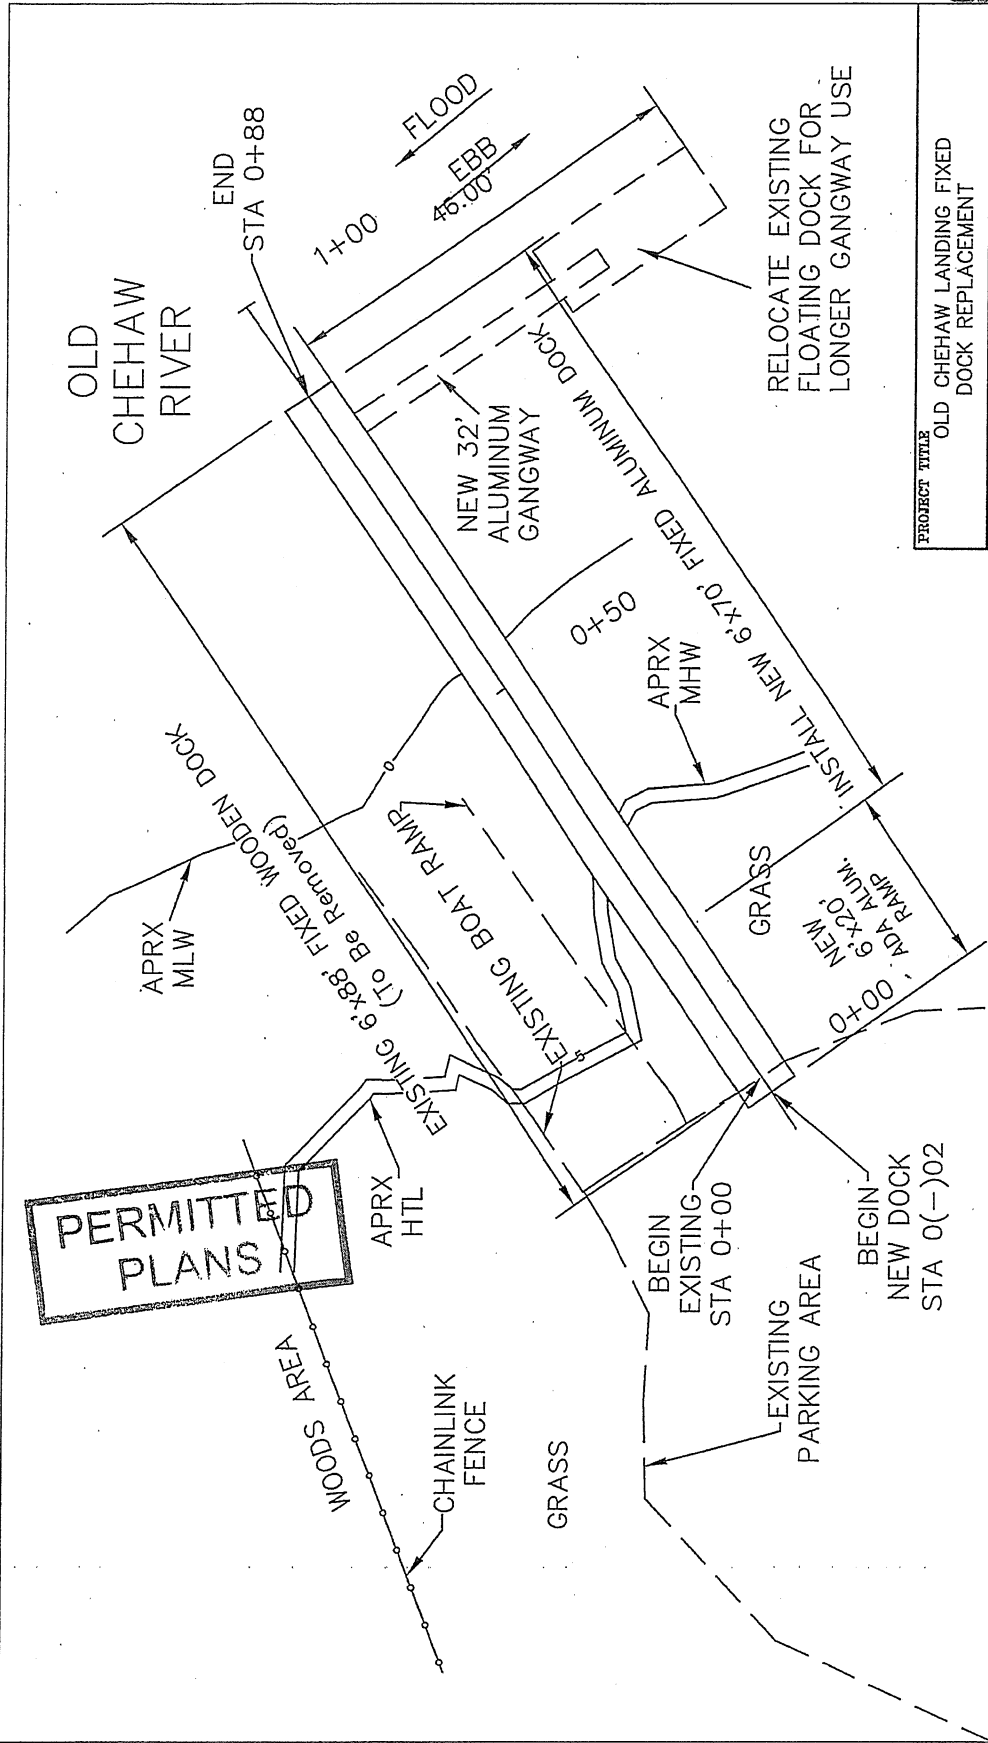 OLD
CHEHAW
RIVER
END
STA 0+88
FLOOD
EBB
46.00'
1+00
NEW 32'
ALUMINUM
GANGWAY
RELOCATE EXISTING
FLOATING DOCK FOR
LONGER GANGWAY USE
INSTALL NEW 6'x70' FIXED ALUMINUM DOCK
0+50
APRX
MHW
GRASS
NEW
6'x20'
ADA ALUM.
RAMP
0+00
EXISTING 6'x88' FIXED WOODEN DOCK
(To Be Removed)
APRX
MLW
0
EXISTING BOAT RAMP
5
APRX
HTL
PERMITTED
PLANS
WOODS AREA
CHAINLINK
FENCE
GRASS
BEGIN
EXISTING
STA 0+00
BEGIN
NEW DOCK
STA 0(-)02
EXISTING
PARKING AREA
PROJECT TITLE
OLD CHEHAW LANDING FIXED
DOCK REPLACEMENT